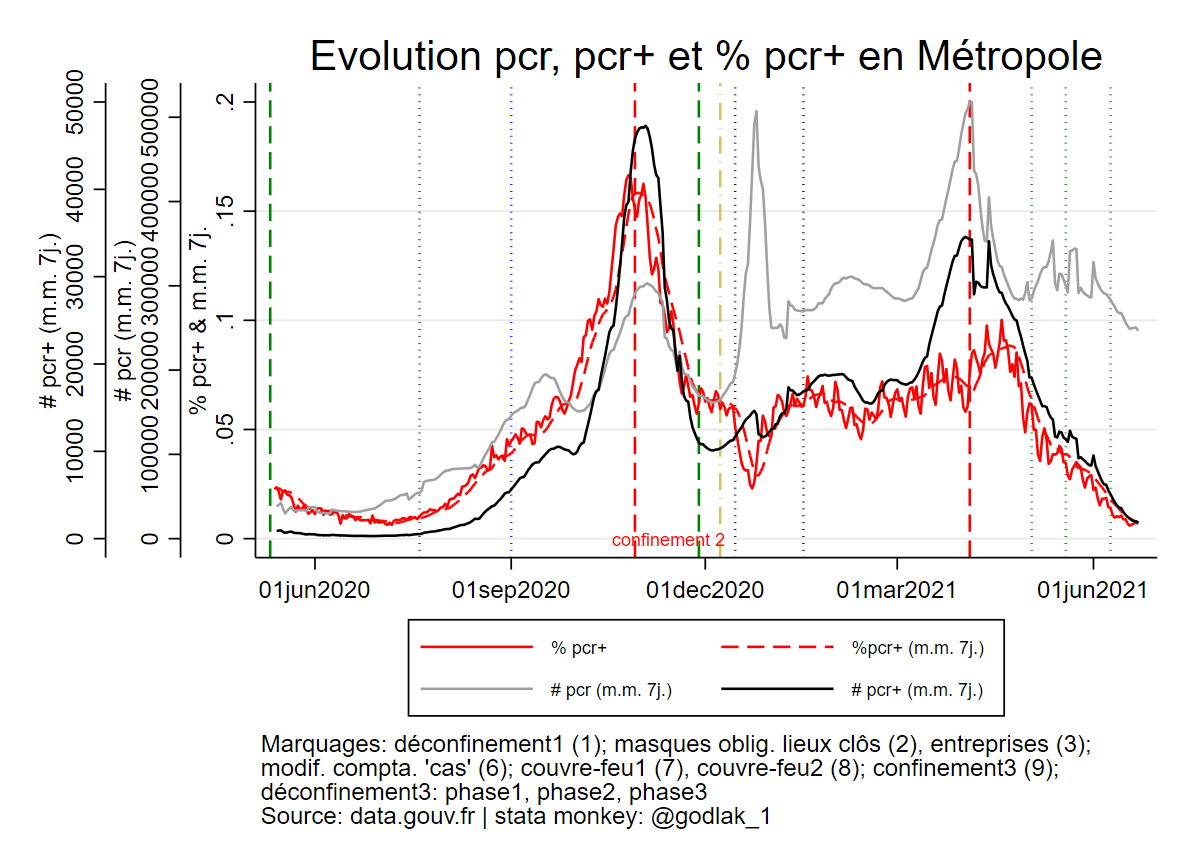 Evolution pcr, pcr+ et % pcr+ en Métropole
# pcr+ (m.m. 7j.)
0
10000
20000
30000
40000
50000
# pcr (m.m. 7j.)
0
100000
200000
300000
400000
500000
% pcr+ & m.m. 7j.
0
.05
.1
.15
.2
confinement 2
01jun2020
01sep2020
01dec2020
01mar2021
01jun2021
% pcr+
%pcr+ (m.m. 7j.)
# pcr (m.m. 7j.)
# pcr+ (m.m. 7j.)
Marquages: déconfinement1 (1); masques oblig. lieux clôs (2), entreprises (3);
modif. compta. 'cas' (6); couvre-feu1 (7), couvre-feu2 (8); confinement3 (9);
déconfinement3: phase1, phase2, phase3
Source: data.gouv.fr | stata monkey: @godlak_1